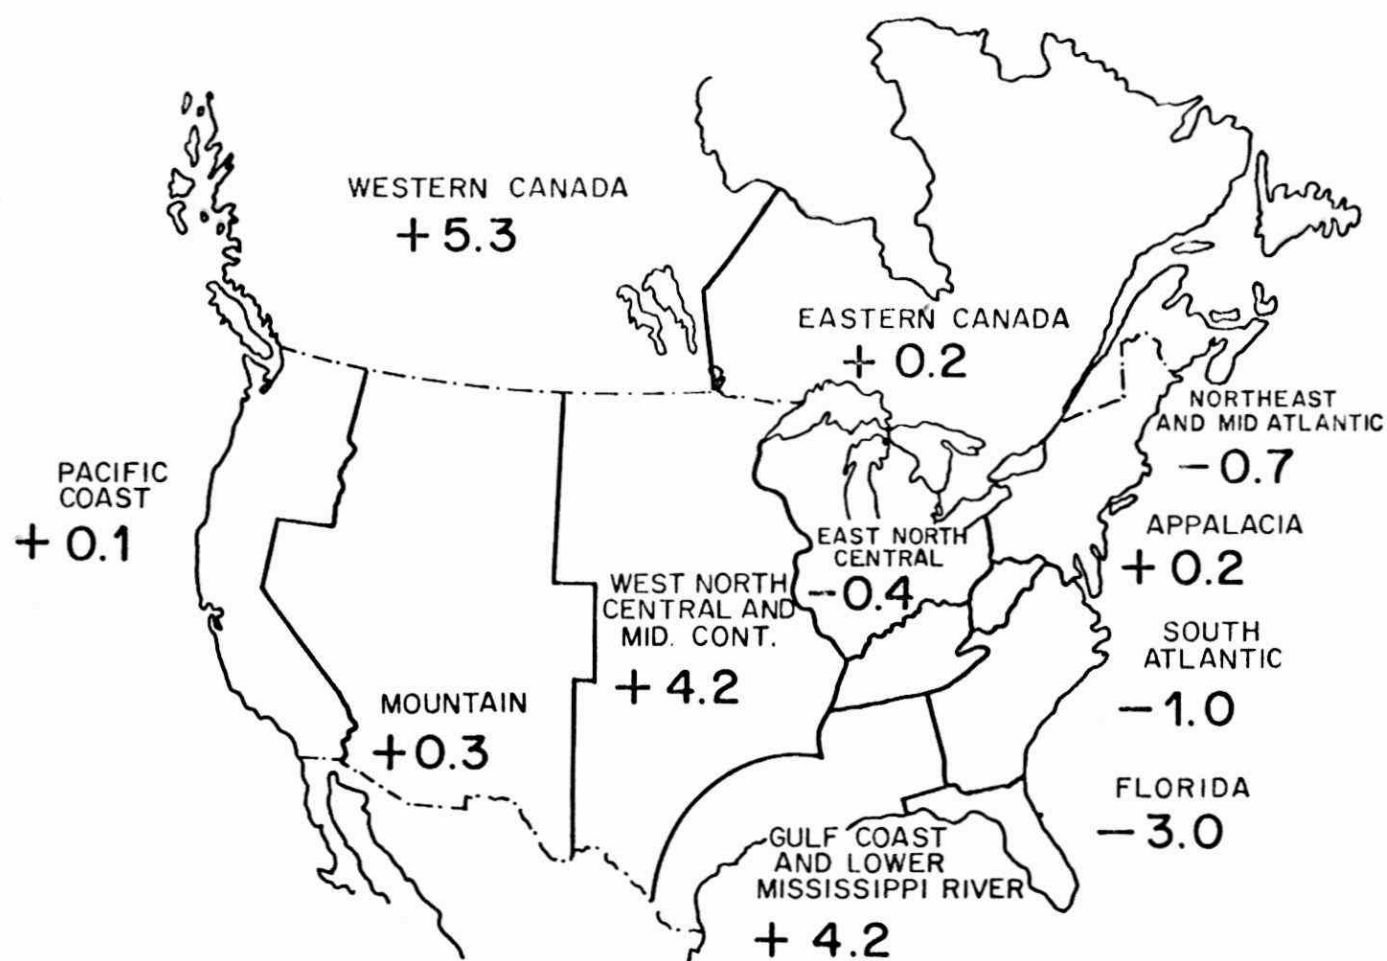 WESTERN CANADA
+ 5.3
EASTERN CANADA
+ 0.2
NORTHEAST
AND MID ATLANTIC
- 0.7
PACIFIC
COAST
+ 0.1
EAST NORTH
CENTRAL
- 0.4
APPALACIA
+ 0.2
WEST NORTH
CENTRAL AND
MID. CONT.
+ 4.2
SOUTH
ATLANTIC
- 1.0
MOUNTAIN
+ 0.3
FLORIDA
- 3.0
GULF COAST
AND LOWER
MISSISSIPPI RIVER
+ 4.2